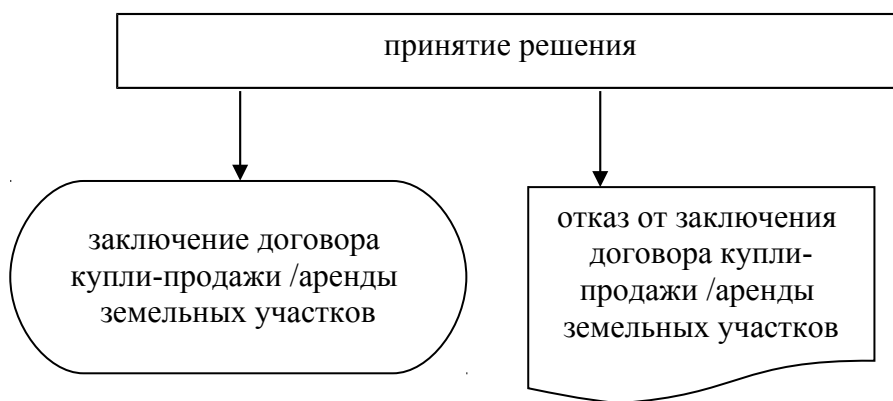 принятие решения
заключение договора
купли-продажи /аренды
земельных участков
отказ от заключения
договора купли-
продажи /аренды
земельных участков